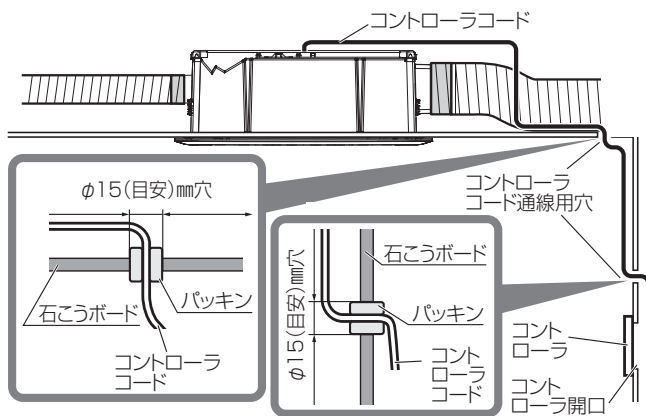 コントローラコード
コントローラ
コード通線用穴
φ15(目安)㎜穴
石こうボード
パッキン
コントローラ
コード
φ15(目安)㎜穴
石こうボード
パッキン
コント
ローラ
コード
コント
ローラ
コント
ローラ開口